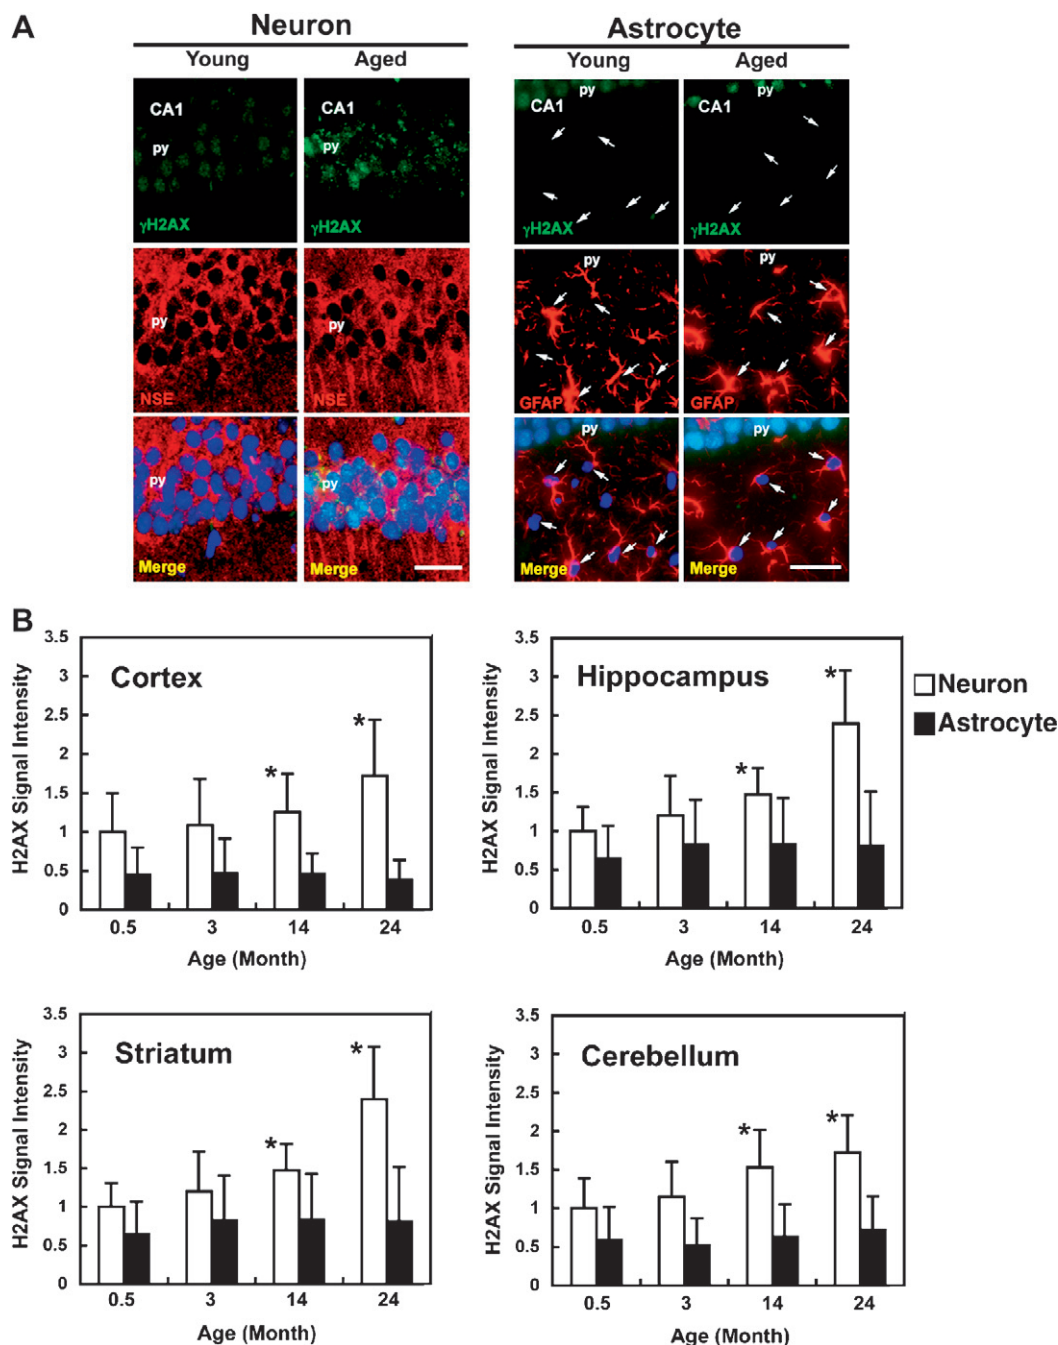 A
Neuron
Astrocyte
Young
Aged
Young
Aged
CA1
py
γH2AX
CA1
py
γH2AX
py
CA1
γH2AX
py
CA1
γH2AX
py
NSE
py
NSE
py
GFAP
py
GFAP
py
Merge
py
Merge
py
Merge
py
Merge
B
Cortex
H2AX Signal Intensity
3.5
3
2.5
2
1.5
1
0.5
0
* *
0.5 3 14 24
Age (Month)
Hippocampus
H2AX Signal Intensity
3.5
3
2.5
2
1.5
1
0.5
0
* *
0.5 3 14 24
Age (Month)
Neuron
Astrocyte
Striatum
H2AX Signal Intensity
3.5
3
2.5
2
1.5
1
0.5
0
* *
0.5 3 14 24
Age (Month)
Cerebellum
H2AX Signal Intensity
3.5
3
2.5
2
1.5
1
0.5
0
* *
0.5 3 14 24
Age (Month)